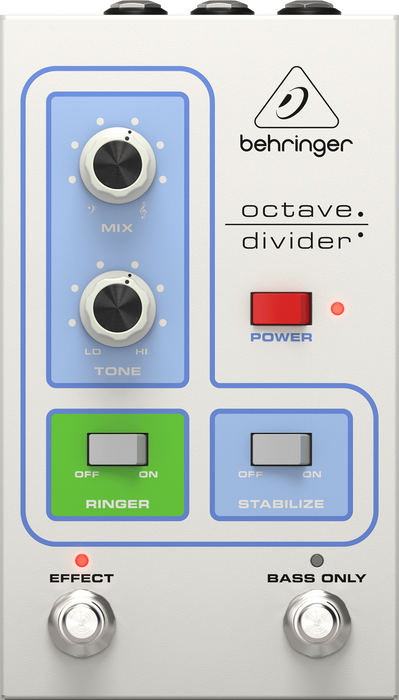 behringer
octave.
divider:
MIX
LO HI
TONE
POWER
OFF ON
RINGER
OFF ON
STABILIZE
EFFECT
BASS ONLY